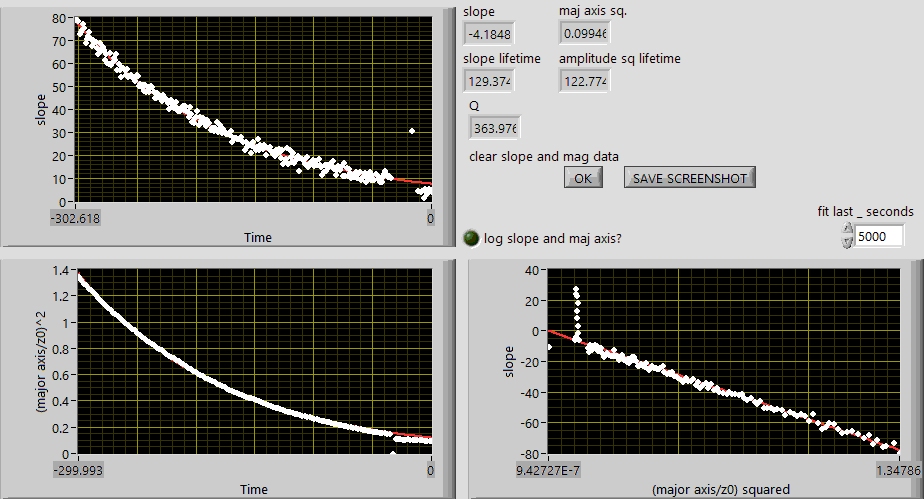 slope
-4.1848
maj axis sq.
0.0994
slope lifetime
129.374
amplitude sq lifetime
122.774
Q
363.976
clear slope and mag data
OK
SAVE SCREENSHOT
log slope and maj axis?
fit last _ seconds
5000
80
70
60
50
40
30
20
10
0
slope
-302.618
0
Time
1.4
1.2
1
0.8
0.6
0.4
0.2
0
(major axis/z0)^2
-299.993
0
Time
40
20
0
-20
-40
-60
-80
slope
9.42727E-7
1.34786
(major axis/z0) squared